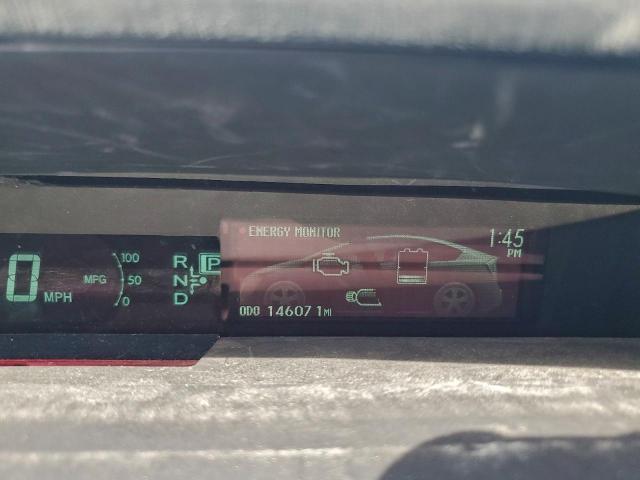 ENERGY MONITOR
1:45
PM
0 MPH
MPG
100
50
0
R
N
D
P
ODO 146071 MI